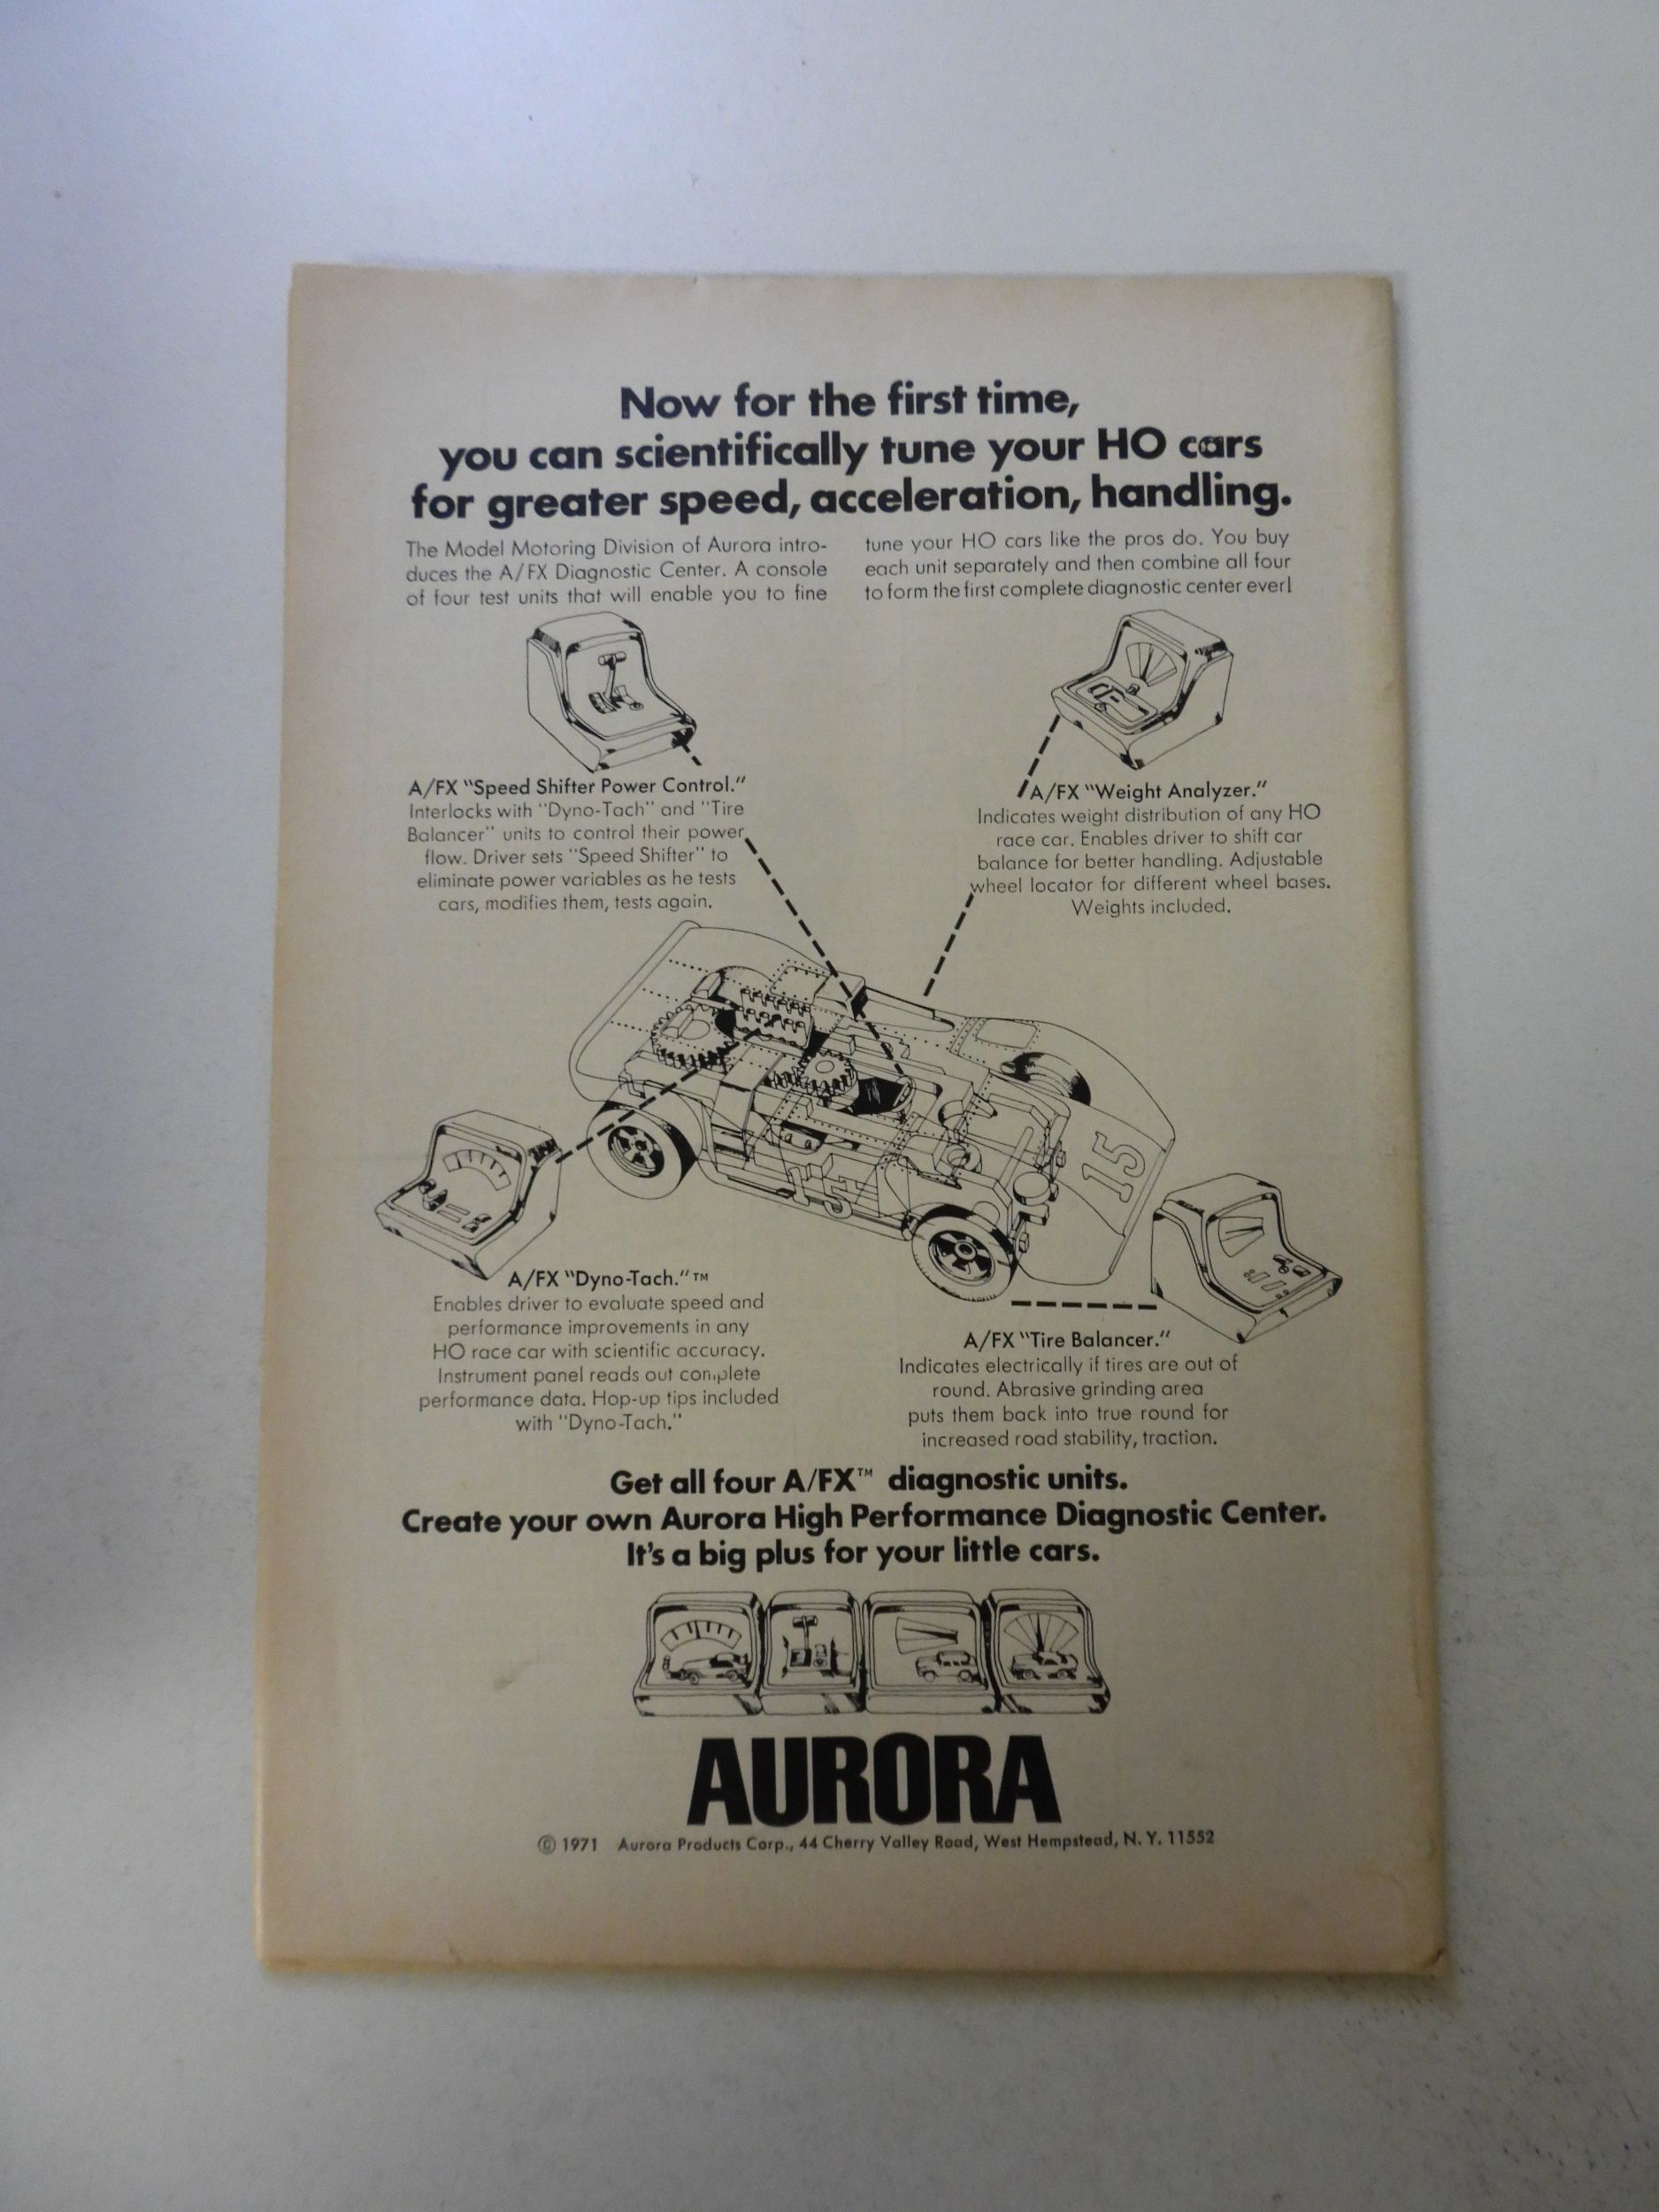 Now for the first time,
you can scientifically tune your HO cars
for greater speed, acceleration, handling.
The Model Motoring Division of Aurora intro-
duces the A/FX Diagnostic Center. A console
of four test units that will enable you to fine
tune your HO cars like the pros do. You buy
each unit separately and then combine all four
to form the first complete diagnostic center ever!
A/FX "Speed Shifter Power Control."
Interlocks with "Dyno-Tach" and "Tire
Balancer" units to control their power
flow. Driver sets "Speed Shifter" to
eliminate power variables as he tests
cars, modifies them, tests again.
A/FX "Weight Analyzer."
Indicates weight distribution of any HO
race car. Enables driver to shift car
balance for better handling. Adjustable
wheel locator for different wheel bases.
Weights included.
15
15
A/FX "Dyno-Tach."™
Enables driver to evaluate speed and
performance improvements in any
HO race car with scientific accuracy.
Instrument panel reads out complete
performance data. Hop-up tips included
with "Dyno-Tach."
A/FX "Tire Balancer."
Indicates electrically if tires are out of
round. Abrasive grinding area
puts them back into true round for
increased road stability, traction.
Get all four A/FX™ diagnostic units.
Create your own Aurora High Performance Diagnostic Center.
It's a big plus for your little cars.
AURORA
© 1971 Aurora Products Corp., 44 Cherry Valley Road, West Hempstead, N. Y. 11552